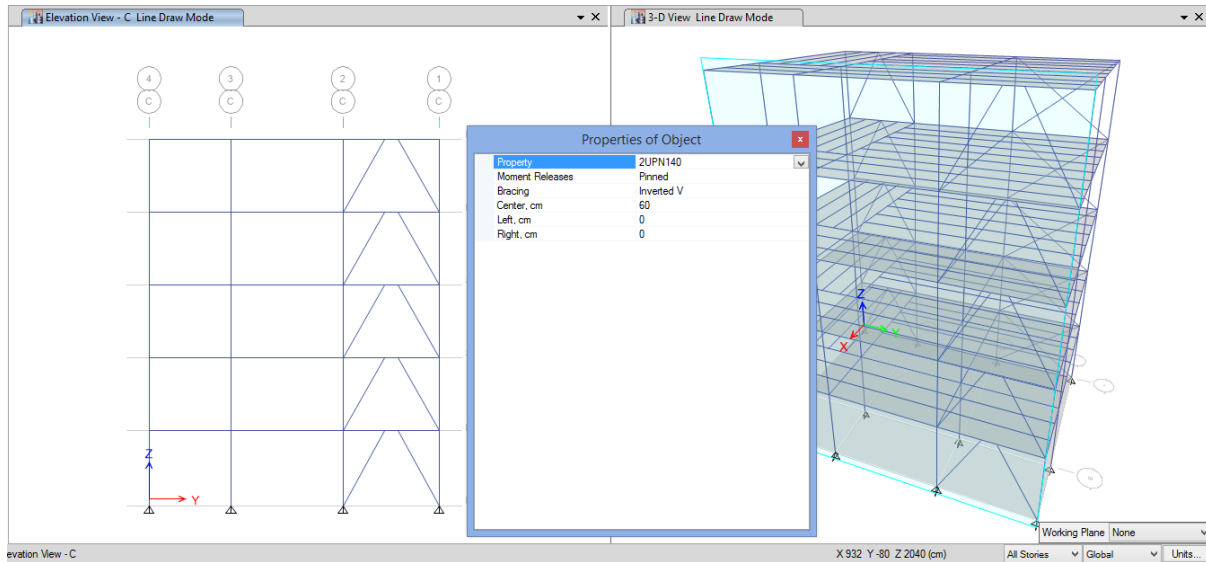 Elevation View - C Line Draw Mode
3-D View Line Draw Mode
4 3 2 1
C C C C
Properties of Object
Property 2UPN140
Moment Releases Pinned
Bracing Inverted V
Center, cm 60
Left, cm 0
Right, cm 0
Z
Y
Z
Y
X
Working Plane None
evation View - C
X 932 Y -80 Z 2040 (cm)
All Stories
Global
Units...